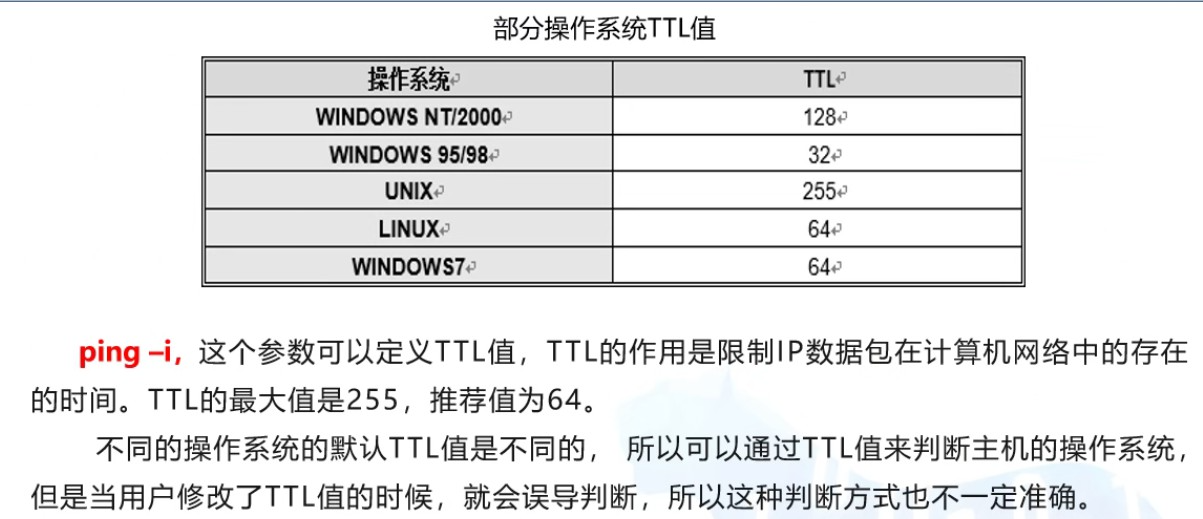 部分操作系统TTL值
操作系统 TTL
WINDOWS NT/2000 128
WINDOWS 95/98 32
UNIX 255
LINUX 64
WINDOWS7 64
ping –i，这个参数可以定义TTL值，TTL的作用是限制IP数据包在计算机网络中的存在
的时间。TTL的最大值是255，推荐值为64。
不同的操作系统的默认TTL值是不同的， 所以可以通过TTL值来判断主机的操作系统，
但是当用户修改了TTL值的时候，就会误导判断，所以这种判断方式也不一定准确。